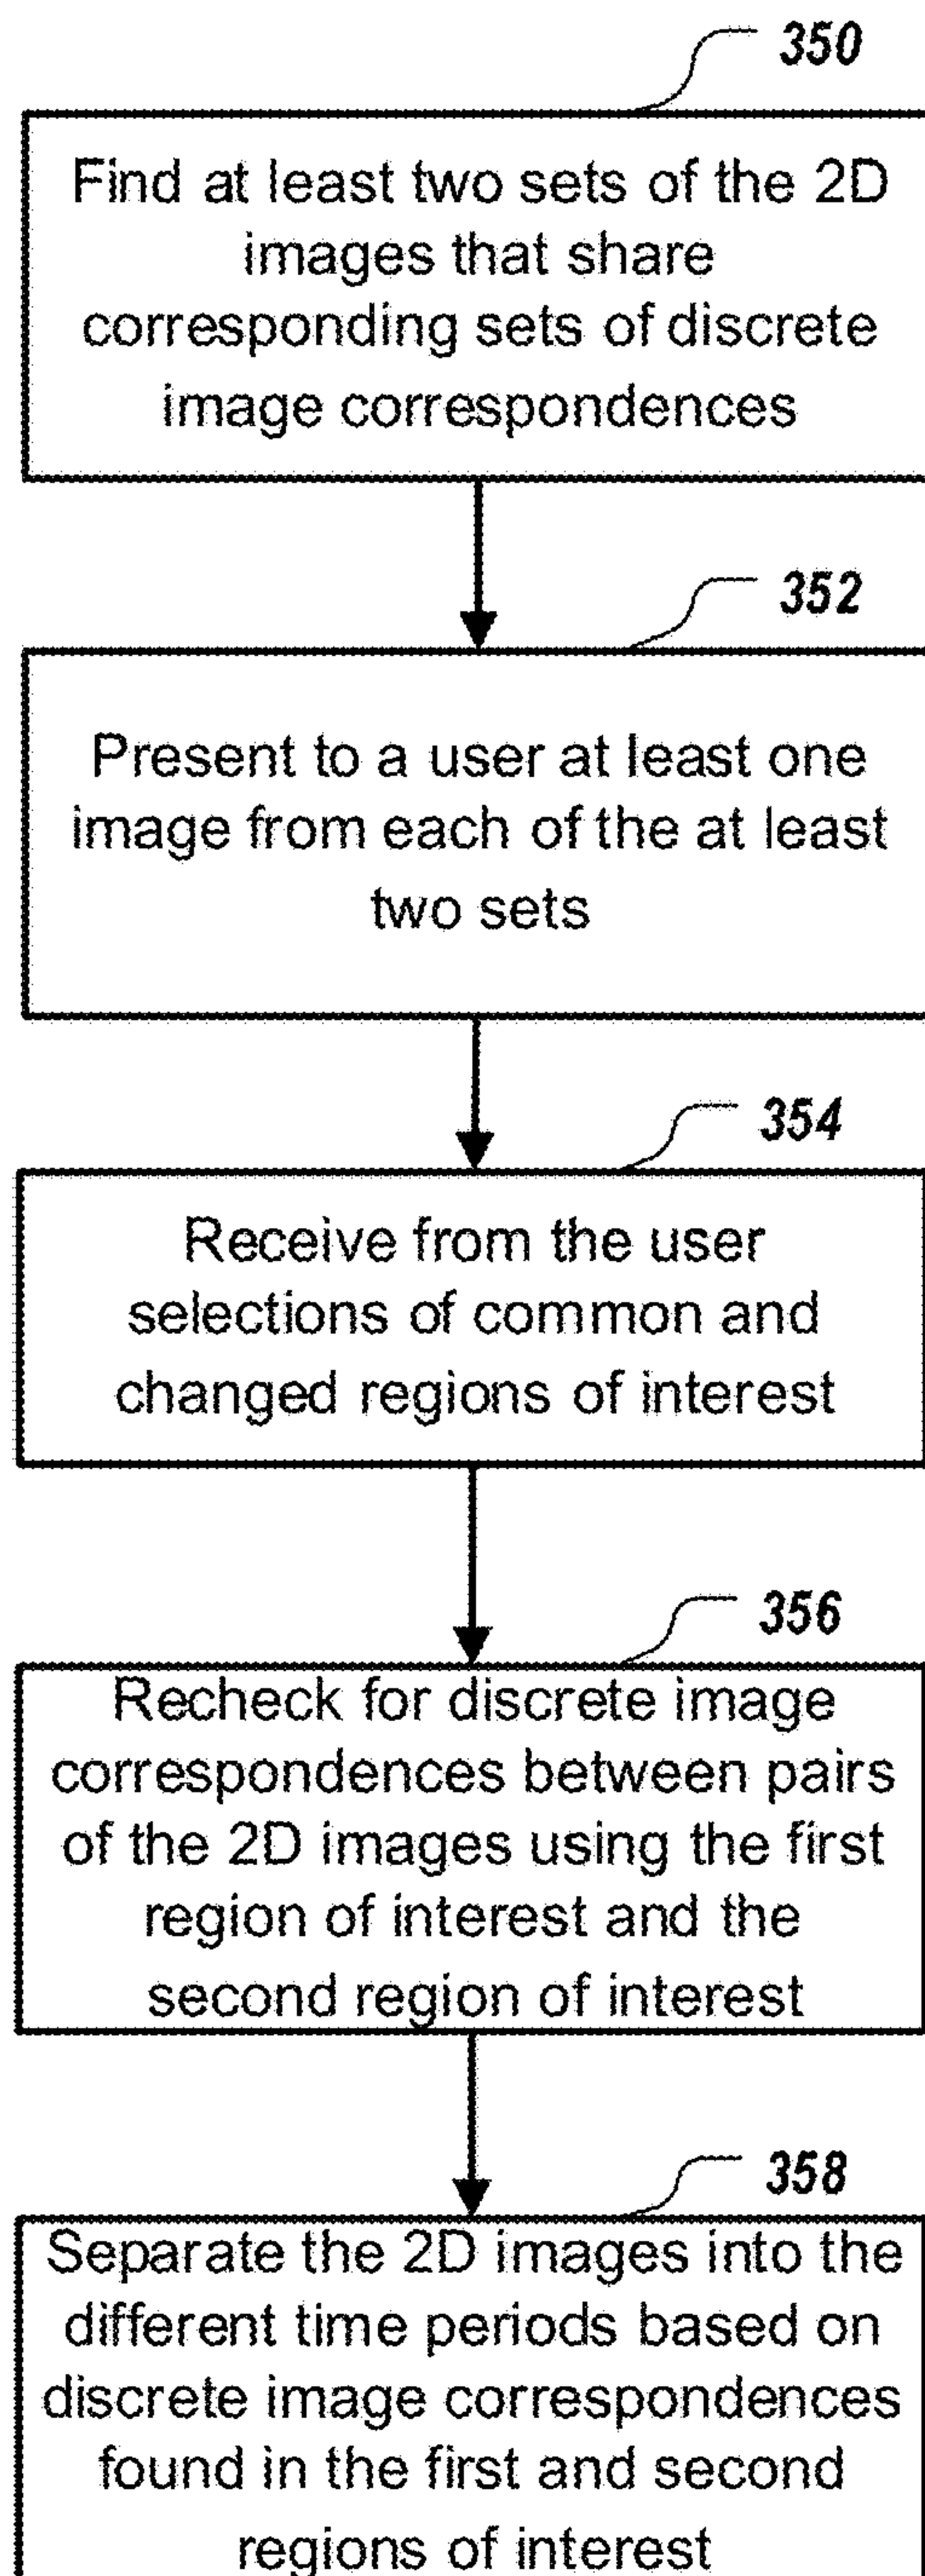 350
Find at least two sets of the 2D
images that share
corresponding sets of discrete
image correspondences
352
Present to a user at least one
image from each of the at least
two sets
354
Receive from the user
selections of common and
changed regions of interest
356
Recheck for discrete image
correspondences between pairs
of the 2D images using the first
region of interest and the
second region of interest
358
Separate the 2D images into the
different time periods based on
discrete image correspondences
found in the first and second
regions of interest